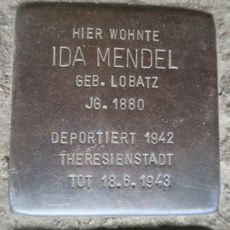 HIER WOHNTE
IDA MENDEL
GEB. LOBATZ
JG. 1880
DEPORTIERT 1942
THERESIENSTADT
TOT 18.6.1943